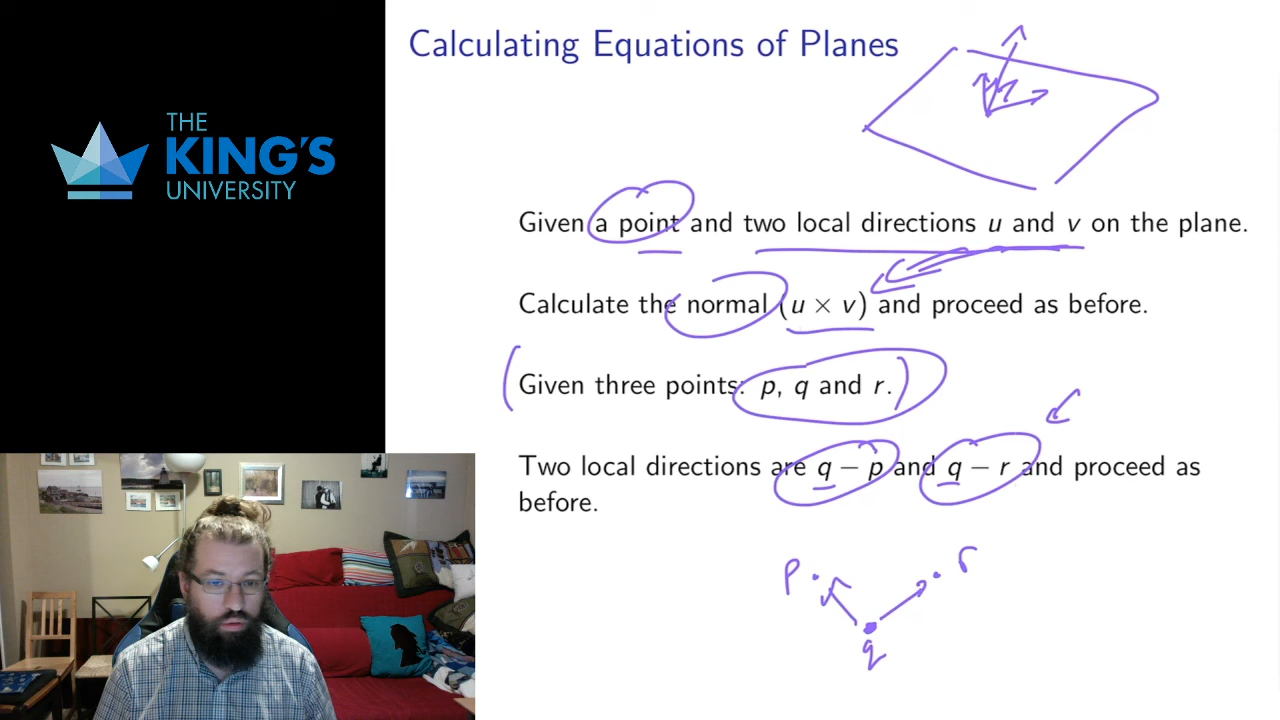 THE
KING'S
UNIVERSITY
Calculating Equations of Planes
Given a point and two local directions u and v on the plane.
Calculate the normal (u × v) and proceed as before.
Given three points: p, q and r.
Two local directions are q − p and q − r and proceed as
before.
p
r
q